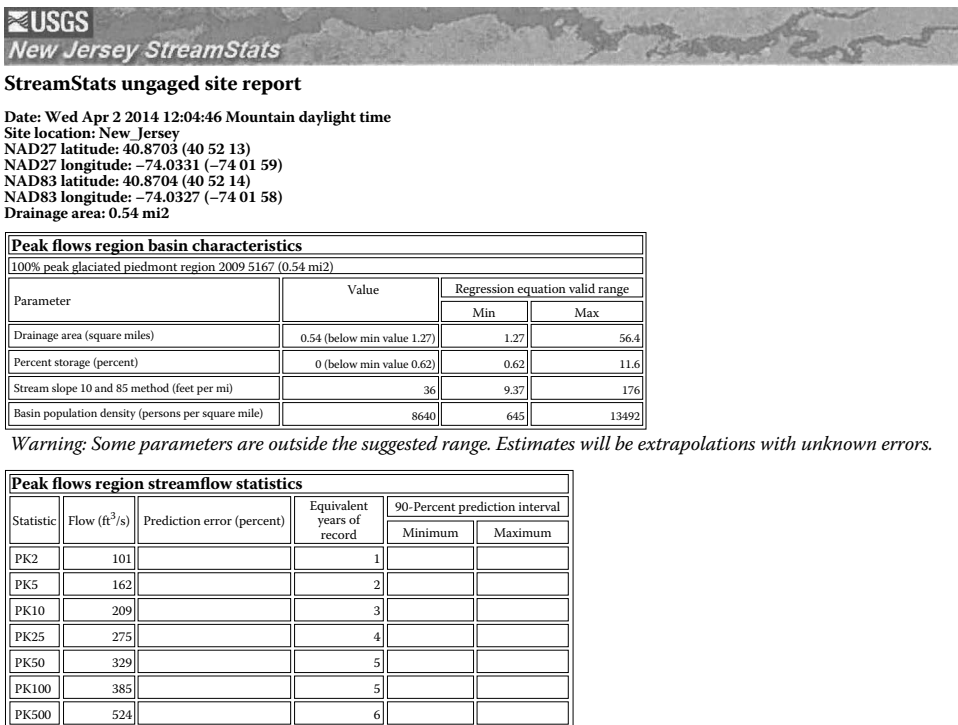 USGS
New Jersey StreamStats
StreamStats ungaged site report
Date: Wed Apr 2 2014 12:04:46 Mountain daylight time
Site location: New_Jersey
NAD27 latitude: 40.8703 (40 52 13)
NAD27 longitude: –74.0331 (–74 01 59)
NAD83 latitude: 40.8704 (40 52 14)
NAD83 longitude: –74.0327 (–74 01 58)
Drainage area: 0.54 mi2
Peak flows region basin characteristics
100% peak glaciated piedmont region 2009 5167 (0.54 mi2)
Parameter Value Regression equation valid range
Min Max
Drainage area (square miles) 0.54 (below min value 1.27) 1.27 56.4
Percent storage (percent) 0 (below min value 0.62) 0.62 11.6
Stream slope 10 and 85 method (feet per mi) 36 9.37 176
Basin population density (persons per square mile) 8640 645 13492
Warning: Some parameters are outside the suggested range. Estimates will be extrapolations with unknown errors.
Peak flows region streamflow statistics
Statistic Flow (ft³/s) Prediction error (percent) Equivalent years of record 90-Percent prediction interval
Minimum Maximum
PK2 101 1
PK5 162 2
PK10 209 3
PK25 275 4
PK50 329 5
PK100 385 5
PK500 524 6